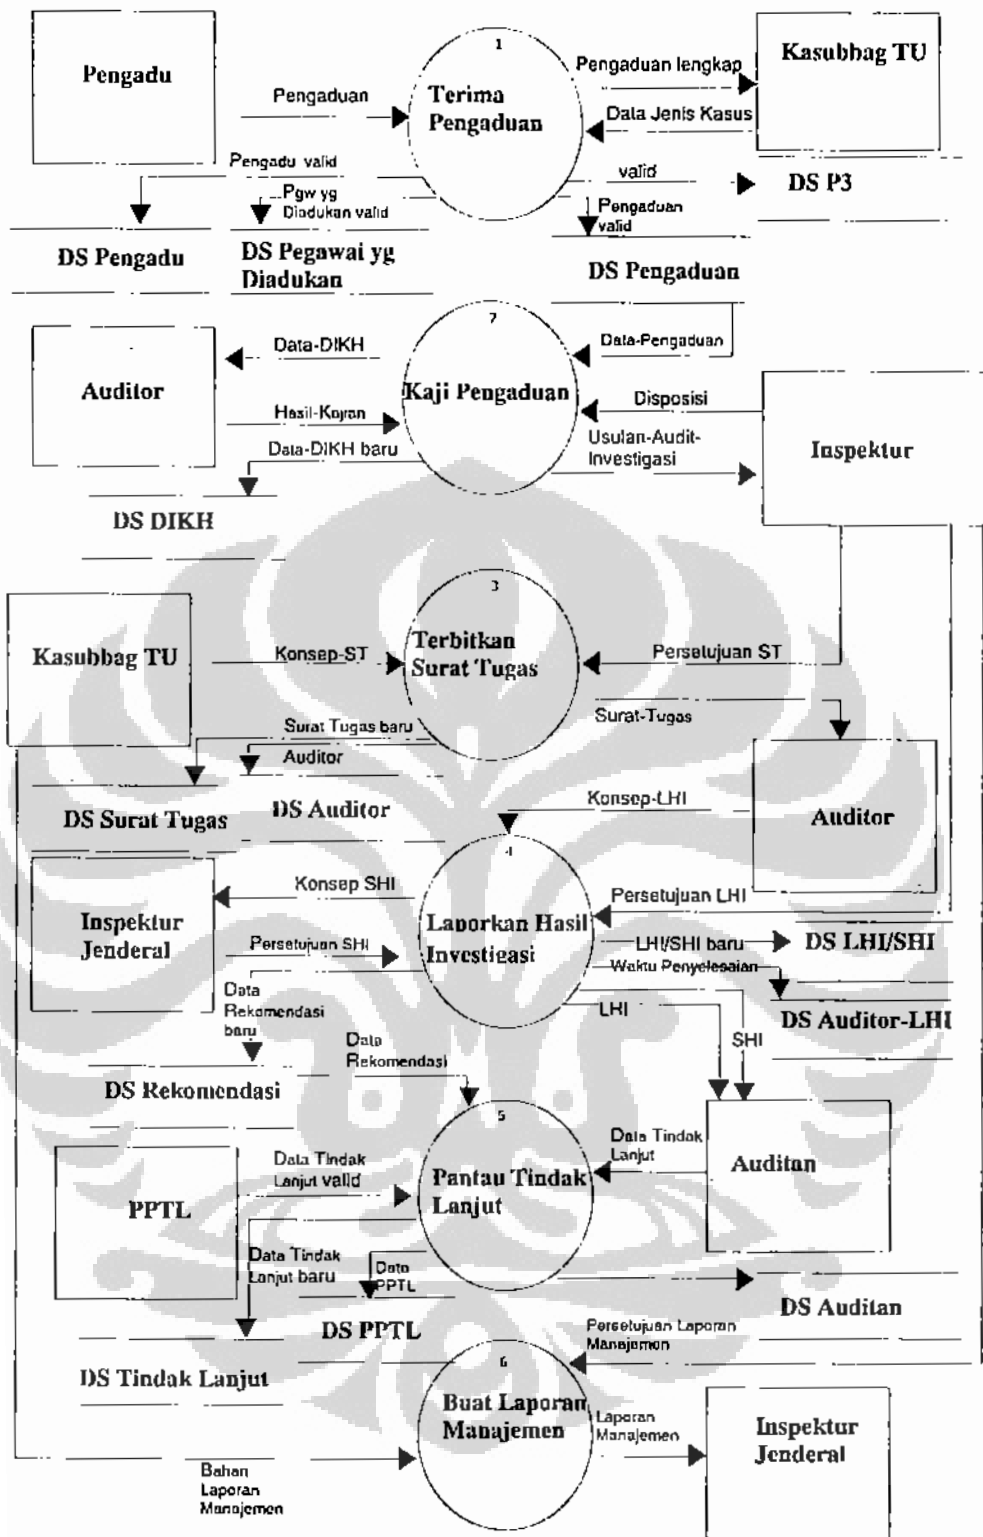 1
Pengadu
Pengaduan
Terima
Pengaduan
Pengaduan lengkap
Kasubbag TU
Data Jenis Kasus
Pengadu valid
Pgw yg
Diadukan valid
valid
Pengaduan
valid
DS P3
DS Pengadu
DS Pegawai yg
Diadukan
DS Pengaduan
Data-DIKH
Data-Pengaduan
Auditor
Kaji Pengaduan
Disposisi
Hasil-Kajian
Usulan-Audit-
Investigasi
Inspektur
Data-DIKH baru
DS DIKH
3
Kasubbag TU
Konsep-ST
Terbitkan
Surat Tugas
Persetujuan ST
Surat-Tugas
Surat Tugas baru
Auditor
DS Surat Tugas
DS Auditor
Konsep-LHI
Auditor
4
Konsep SHI
Persetujuan LHI
Inspektur
Jenderal
Persetujuan SHI
Laporkan Hasil
Investigasi
LHI/SHI baru
DS LHI/SHI
Waktu Penyelesaian
Data
Rekomendasi
baru
LHI
SHI
DS Auditor-LHI
Data
Rekomendasi
DS Rekomendasi
5
Data Tindak
Lanjut
Auditan
PPTL
Data Tindak
Lanjut valid
Pantau Tindak
Lanjut
Data Tindak
Lanjut baru
Data
PPTL
DS PPTL
DS Auditan
Persetujuan Laporan
Manajemen
DS Tindak Lanjut
6
Buat Laporan
Manajemen
Laporan
Manajemen
Inspektur
Jenderal
Bahan
Laporan
Manajemen